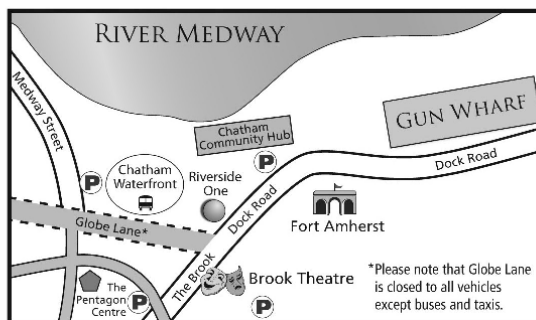 RIVER MEDWAY
Medway Street
GUN WHARF
Chatham
Community Hub
P
Dock Road
P
Chatham
Waterfront
Riverside
One
Dock Road
Fort Amherst
Globe Lane*
The Brook
Brook Theatre
The
Pentagon
Centre
P
P
*Please note that Globe Lane
is closed to all vehicles
except buses and taxis.